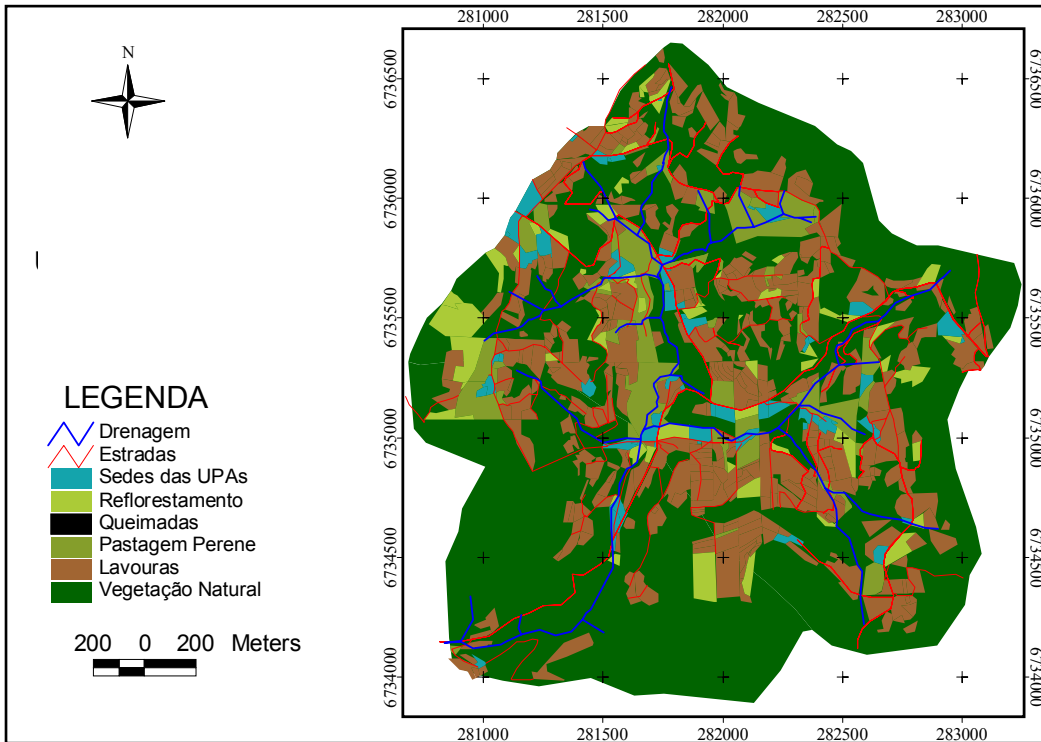 281000 281500 282000 282500 283000
N
6736500 6736500
6736000 6736000
6735500 6735500
6735000 6735000
6734500 6734500
6734000 6734000
LEGENDA
Drenagem
Estradas
Sedes das UPAs
Reflorestamento
Queimadas
Pastagem Perene
Lavouras
Vegetação Natural
200 0 200 Meters
281000 281500 282000 282500 283000